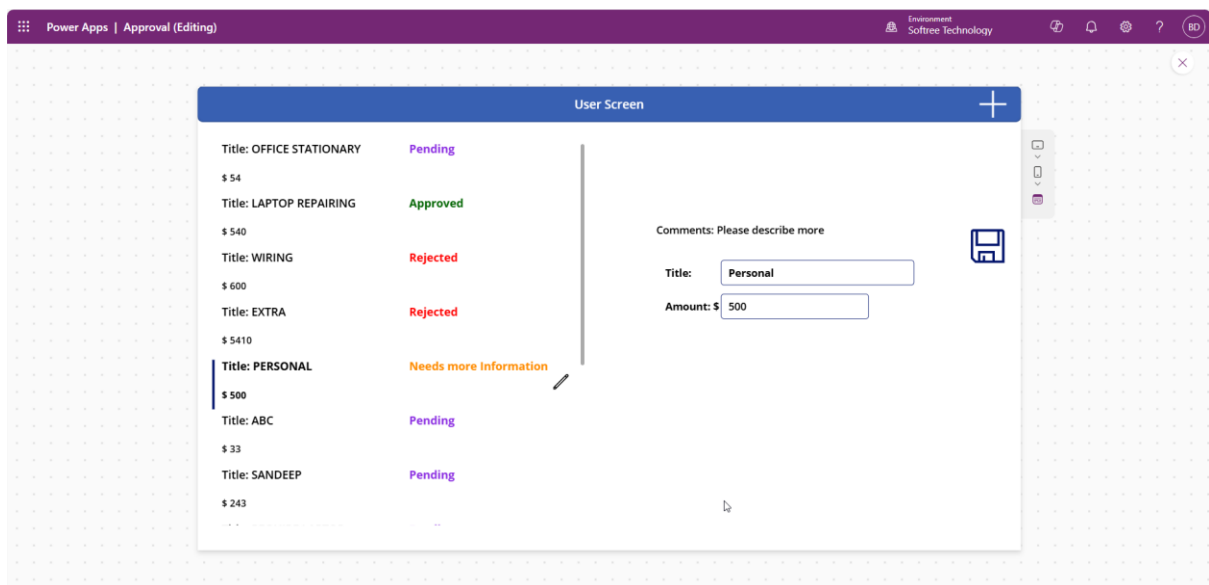 Power Apps | Approval (Editing)
Environment
Softree Technology
BD
User Screen
Title: OFFICE STATIONARY Pending
$ 54
Title: LAPTOP REPAIRING Approved
$ 540
Title: WIRING Rejected
$ 600
Title: EXTRA Rejected
$ 5410
Title: PERSONAL Needs more Information
$ 500
Title: ABC Pending
$ 33
Title: SANDEEP Pending
$ 243
Comments: Please describe more
Title: Personal
Amount: $ 500